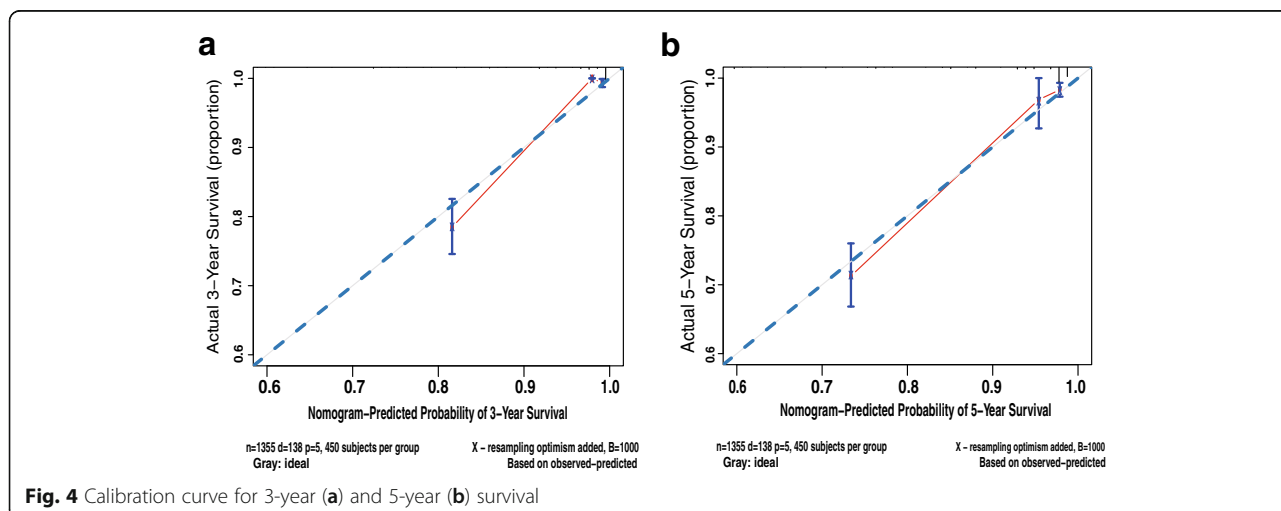 a
Actual 3−Year Survival (proportion)
1.0
0.9
0.8
0.7
0.6
0.6 0.7 0.8 0.9 1.0
Nomogram−Predicted Probability of 3−Year Survival
n=1355 d=138 p=5, 450 subjects per group
Gray: ideal
X − resampling optimism added, B=1000
Based on observed−predicted
b
Actual 5−Year Survival (proportion)
1.0
0.9
0.8
0.7
0.6
0.6 0.7 0.8 0.9 1.0
Nomogram−Predicted Probability of 5−Year Survival
n=1355 d=138 p=5, 450 subjects per group
Gray: ideal
X − resampling optimism added, B=1000
Based on observed−predicted
Fig. 4 Calibration curve for 3-year (a) and 5-year (b) survival